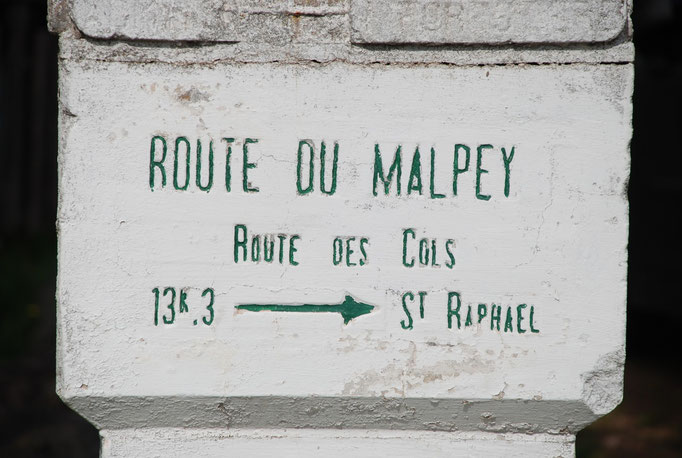 ROUTE DU MALPEY
ROUTE DES COLS
13K.3 → ST RAPHAEL